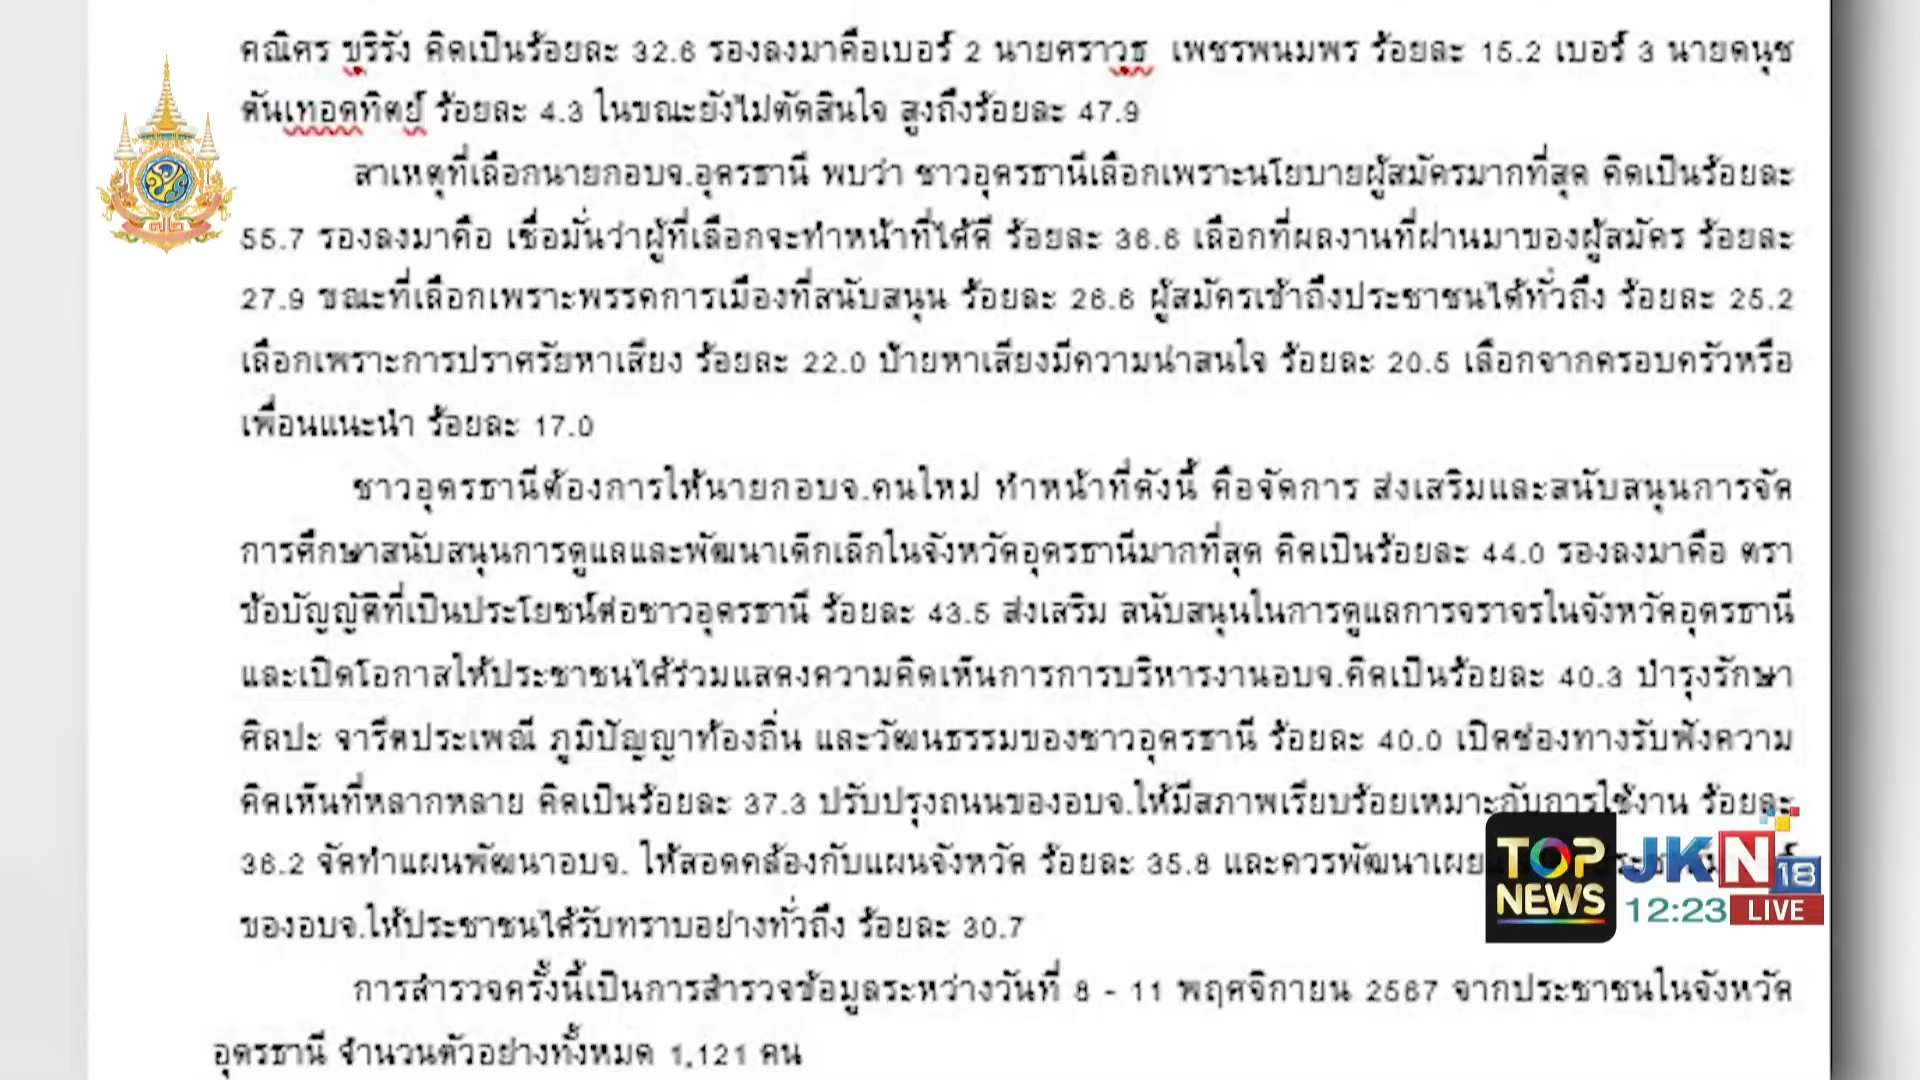 คณิศร ขุริรัง คิดเป็นร้อยละ 32.6 รองลงมาคือเบอร์ 2 นายศราวุธ เพชรพนมพร ร้อยละ 15.2 เบอร์ 3 นายดนุช
ตันเทอดทิตย์ ร้อยละ 4.3 ในขณะยังไม่ตัดสินใจ สูงถึงร้อยละ 47.9
สาเหตุที่เลือกนายกอบจ.อุดรธานี พบว่า ชาวอุดรธานีเลือกเพราะนโยบายผู้สมัครมากที่สุด คิดเป็นร้อยละ
55.7 รองลงมาคือ เชื่อมั่นว่าผู้ที่เลือกจะทำหน้าที่ได้ดี ร้อยละ 36.6 เลือกที่ผลงานที่ผ่านมาของผู้สมัคร ร้อยละ
27.9 ขณะที่เลือกเพราะพรรคการเมืองที่สนับสนุน ร้อยละ 26.6 ผู้สมัครเข้าถึงประชาชนได้ทั่วถึง ร้อยละ 25.2
เลือกเพราะการปราศรัยหาเสียง ร้อยละ 22.0 ป้ายหาเสียงมีความน่าสนใจ ร้อยละ 20.5 เลือกจากครอบครัวหรือ
เพื่อนแนะนำ ร้อยละ 17.0
ชาวอุดรธานีต้องการให้นายกอบจ.คนใหม่ ทำหน้าที่ดังนี้ คือจัดการ ส่งเสริมและสนับสนุนการจัด
การศึกษาสนับสนุนการดูแลและพัฒนาเด็กเล็กในจังหวัดอุดรธานีมากที่สุด คิดเป็นร้อยละ 44.0 รองลงมาคือ ตรา
ข้อบัญญัติที่เป็นประโยชน์ต่อชาวอุดรธานี ร้อยละ 43.5 ส่งเสริม สนับสนุนในการดูแลการจราจรในจังหวัดอุดรธานี
และเปิดโอกาสให้ประชาชนได้ร่วมแสดงความคิดเห็นการการบริหารงานอบจ.คิดเป็นร้อยละ 40.3 บำรุงรักษา
ศิลปะ จารีตประเพณี ภูมิปัญญาท้องถิ่น และวัฒนธรรมของชาวอุดรธานี ร้อยละ 40.0 เปิดช่องทางรับฟังความ
คิดเห็นที่หลากหลาย คิดเป็นร้อยละ 37.3 ปรับปรุงถนนของอบจ.ให้มีสภาพเรียบร้อยเหมาะกับการใช้งาน ร้อยละ
36.2 จัดทำแผนพัฒนาอบจ. ให้สอดคล้องกับแผนจังหวัด ร้อยละ 35.8 และควรพัฒนา
ของอบจ.ให้ประชาชนได้รับทราบอย่างทั่วถึง ร้อยละ 30.7
การสำรวจครั้งนี้เป็นการสำรวจข้อมูลระหว่างวันที่ 8 - 11 พฤศจิกายน 2567 จากประชาชนในจังหวัด
อุดรธานี จำนวนตัวอย่างทั้งหมด 1,121 คน
TOP NEWS
JKN 18
12:23 LIVE
๗๒